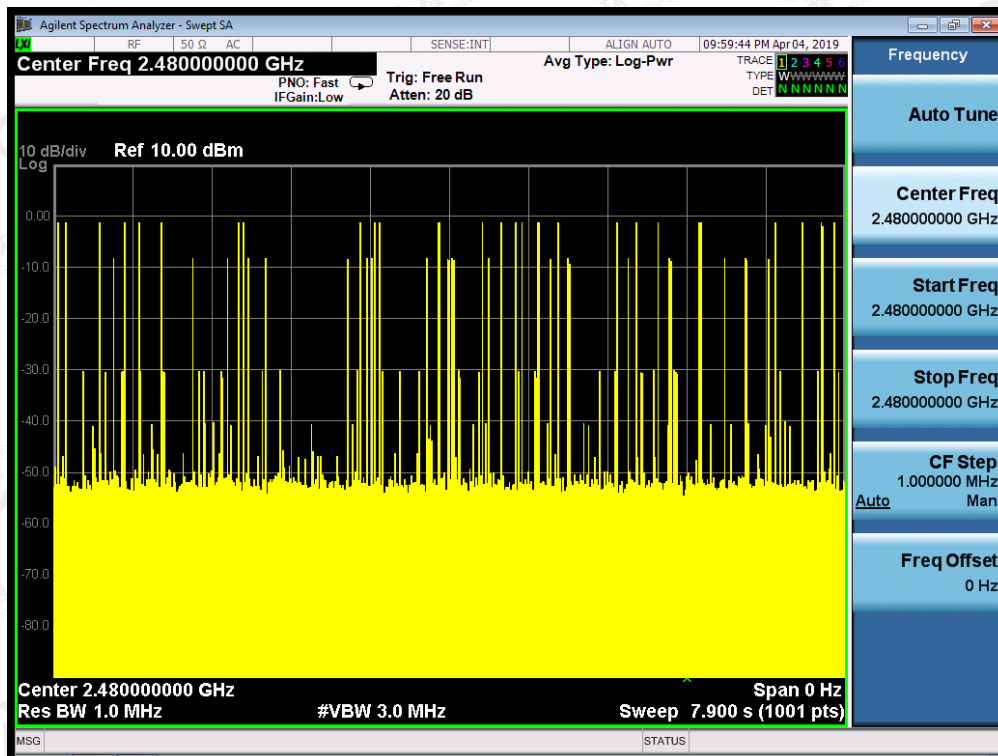 Agilent Spectrum Analyzer - Swept SA
LXI RF 50 Ω AC SENSE:INT ALIGN AUTO 09:59:44 PM Apr 04, 2019
Center Freq 2.480000000 GHz
PNO: Fast
IFGain:Low
Trig: Free Run
Atten: 20 dB
Avg Type: Log-Pwr
TRACE 1 2 3 4 5 6
TYPE WWWWWW
DET N N N N N N
10 dB/div Ref 10.00 dBm
Log
0.00
-10.0
-20.0
-30.0
-40.0
-50.0
-60.0
-70.0
-80.0
Center 2.480000000 GHz Span 0 Hz
Res BW 1.0 MHz #VBW 3.0 MHz Sweep 7.900 s (1001 pts)
MSG STATUS
Frequency
Auto Tune
Center Freq
2.480000000 GHz
Start Freq
2.480000000 GHz
Stop Freq
2.480000000 GHz
CF Step
1.000000 MHz
Auto Man
Freq Offset
0 Hz